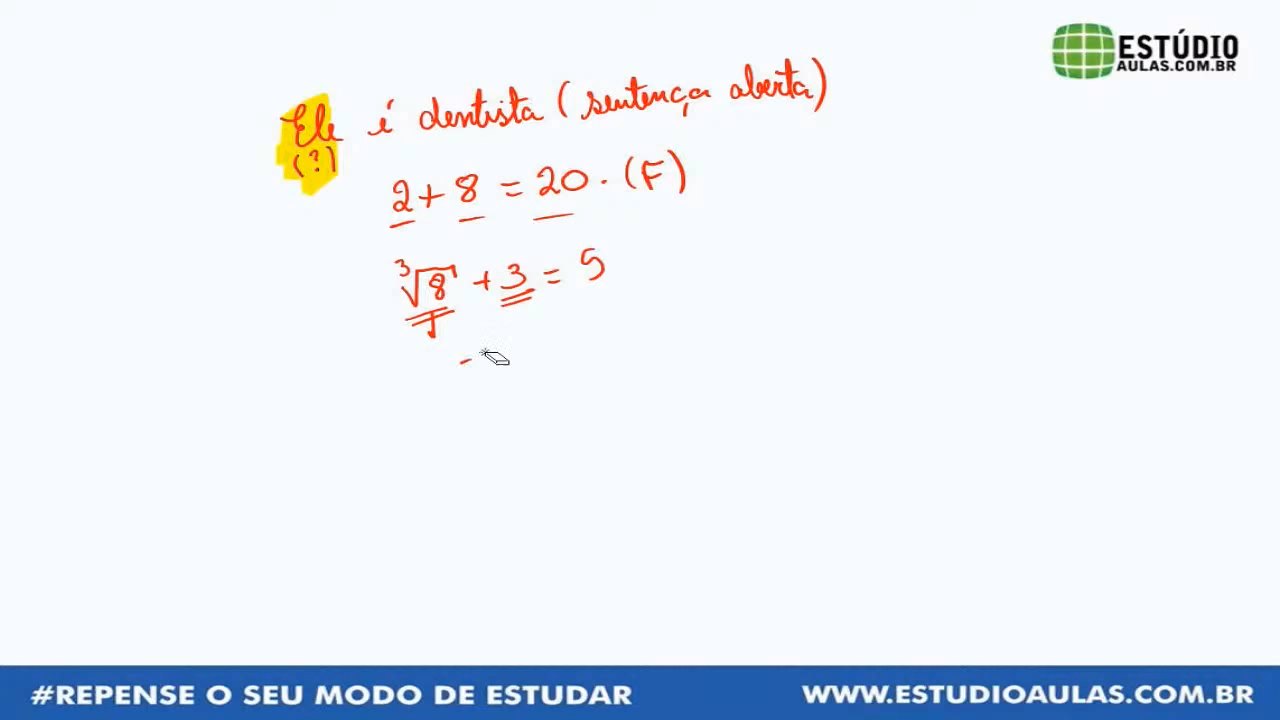 ESTÚDIO
AULAS.COM.BR
Ele é dentista (sentença aberta)
(?)
2 + 8 = 20. (F)
³√8 + 3 = 5
#REPENSE O SEU MODO DE ESTUDAR
WWW.ESTUDIOAULAS.COM.BR